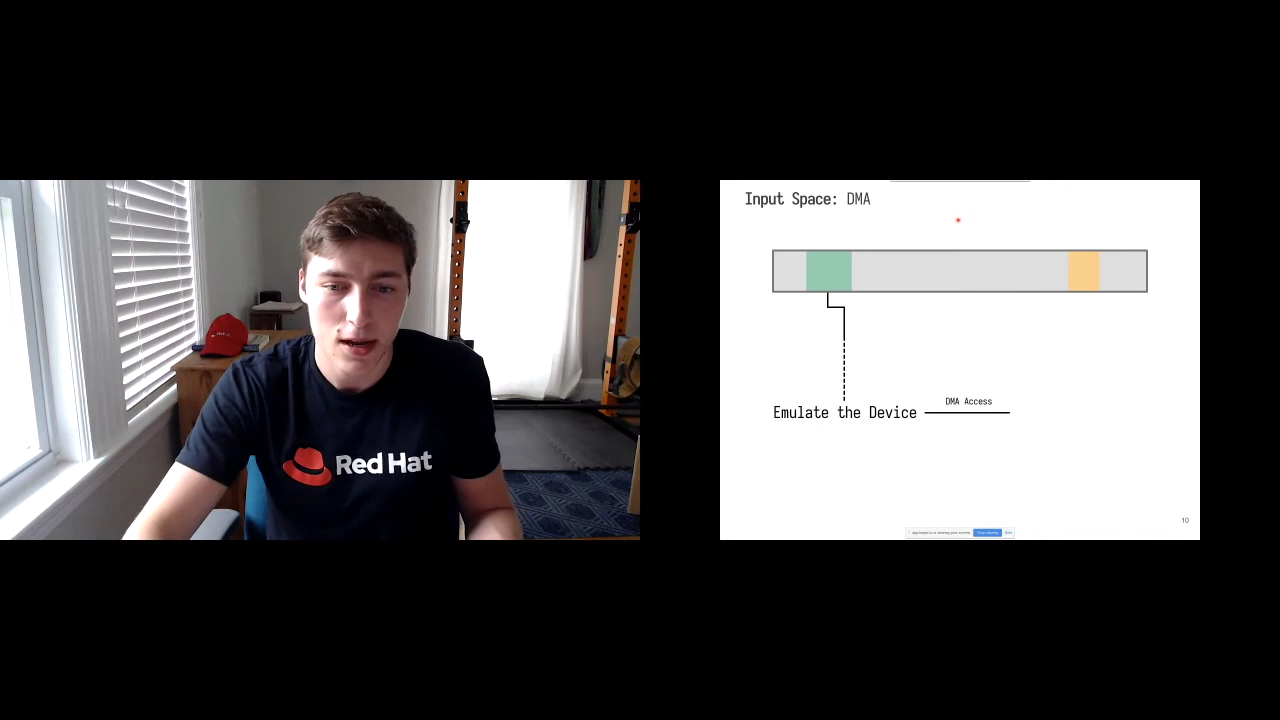 Red Hat
Input Space: DMA
DMA Access
Emulate the Device
10